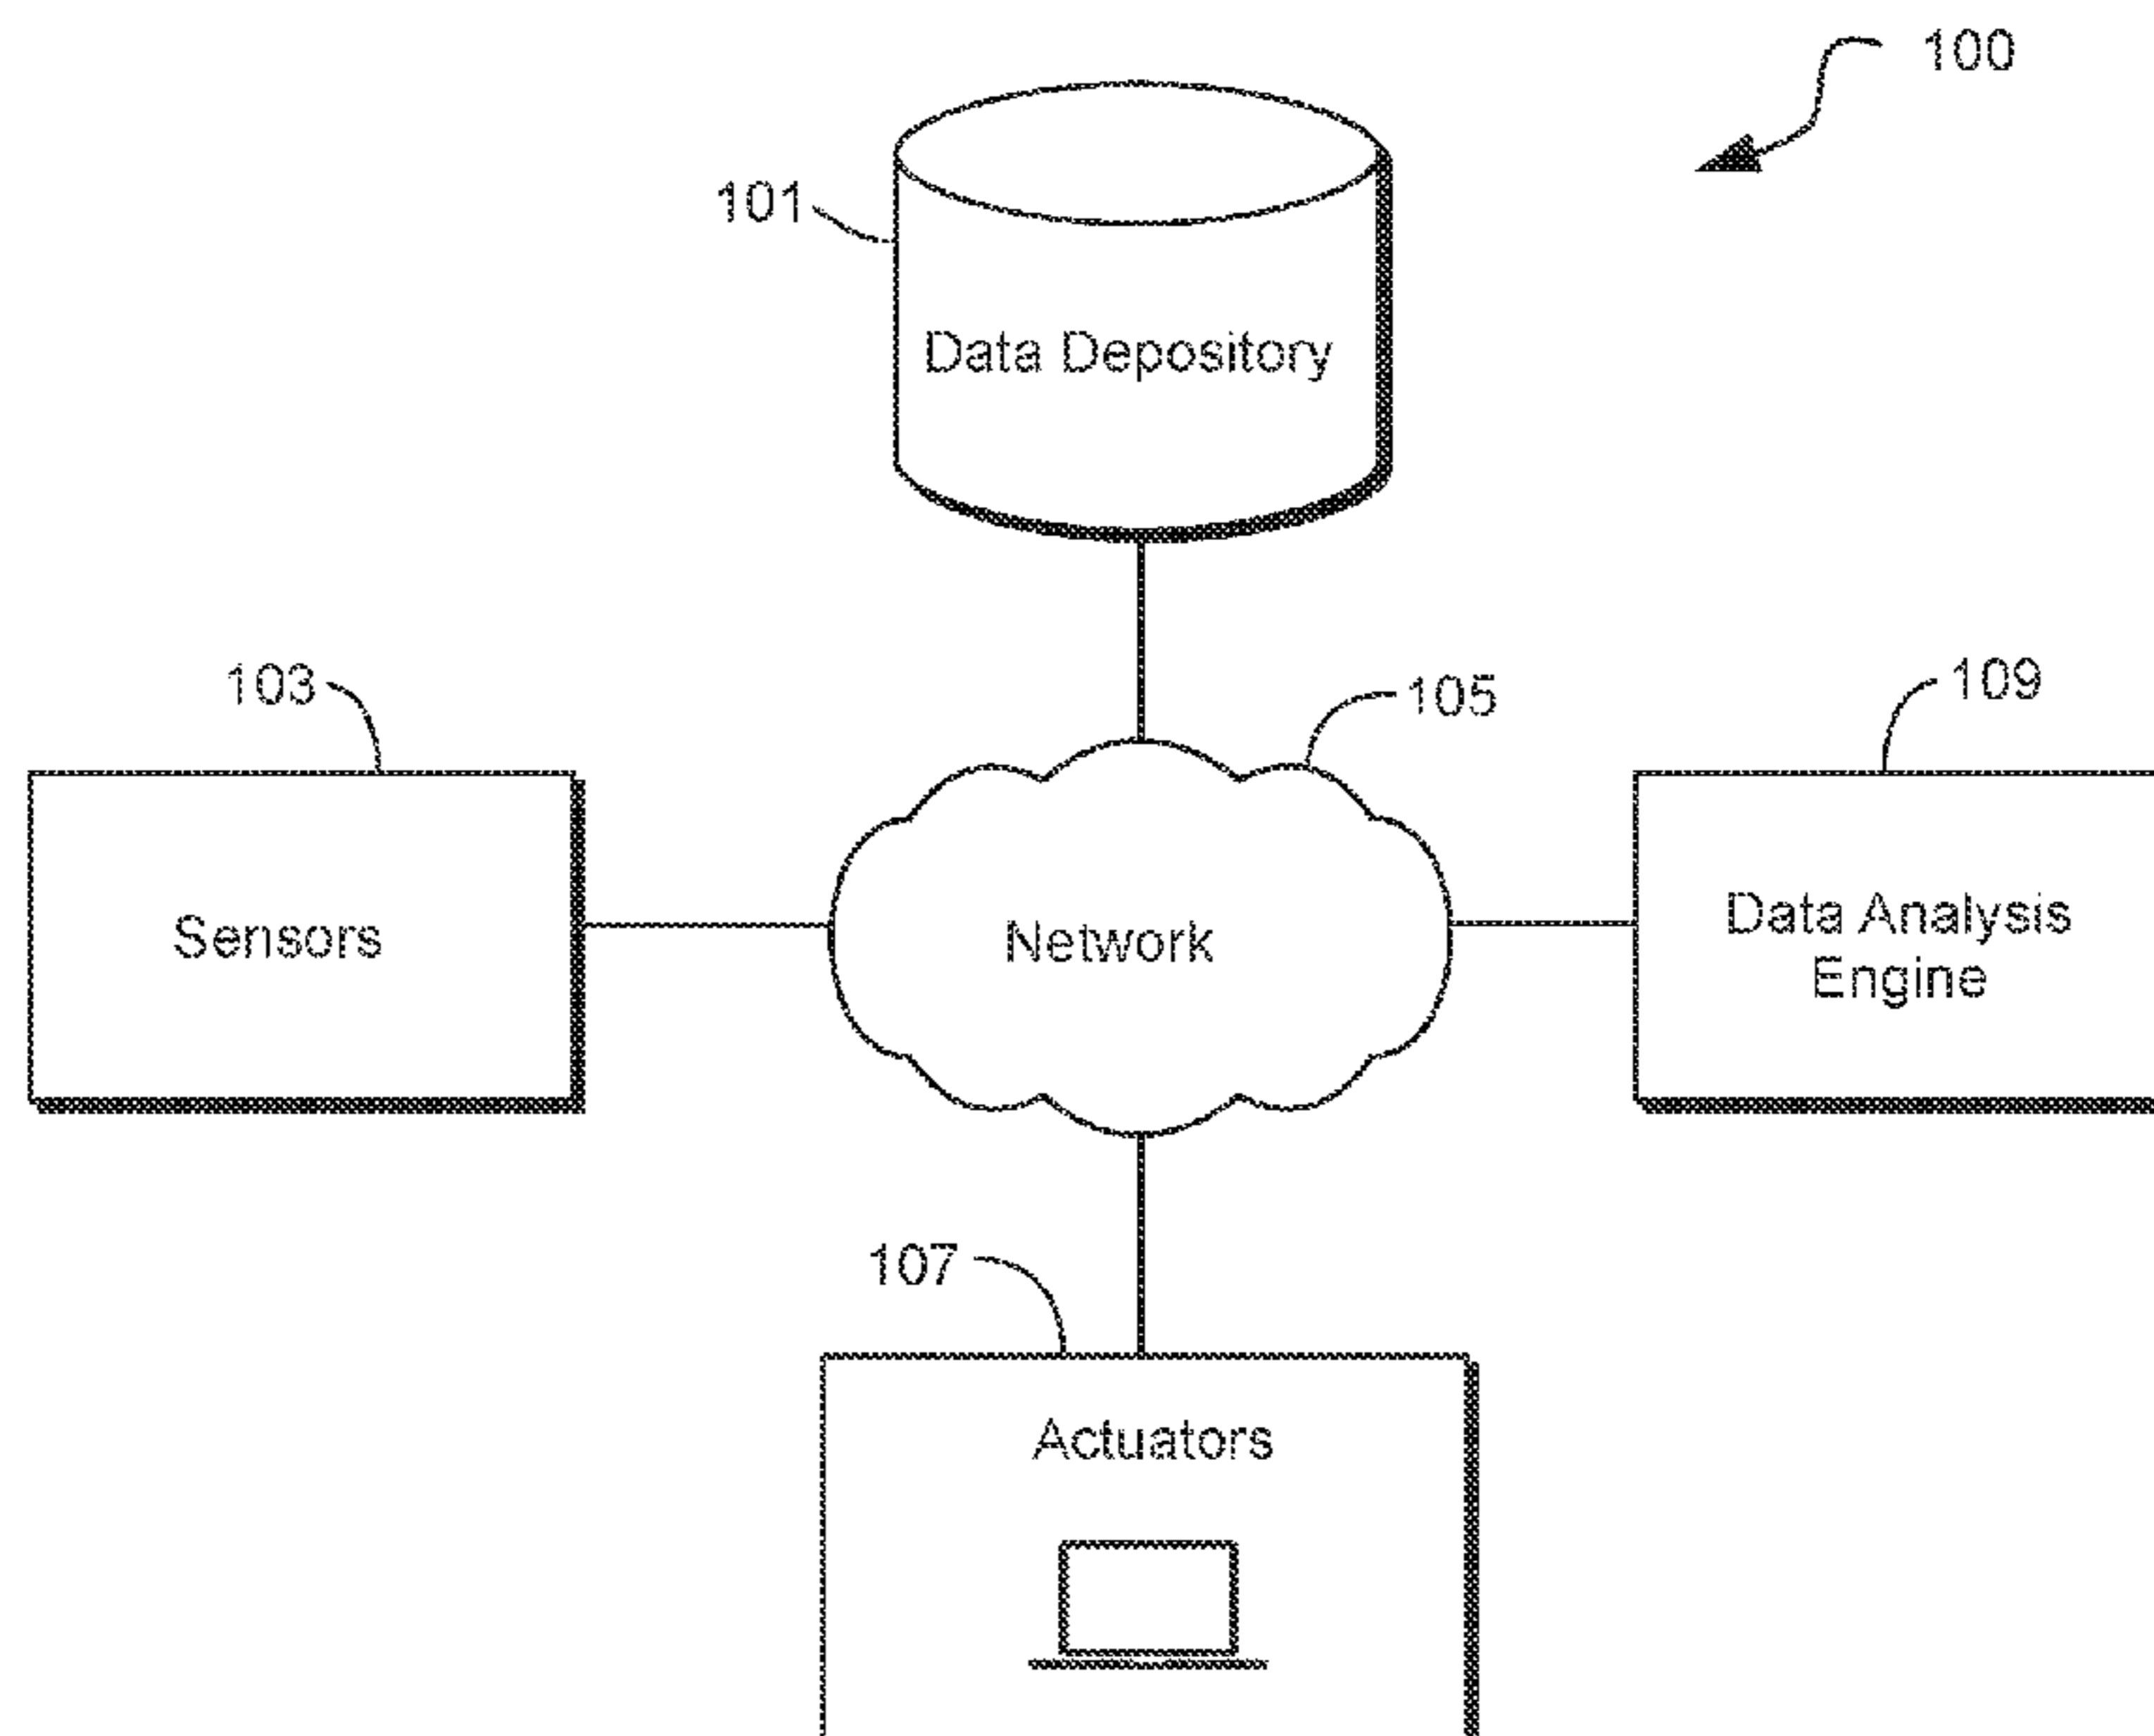 100
101
Data Depository
103
105
109
Sensors
Network
Data Analysis
Engine
107
Actuators